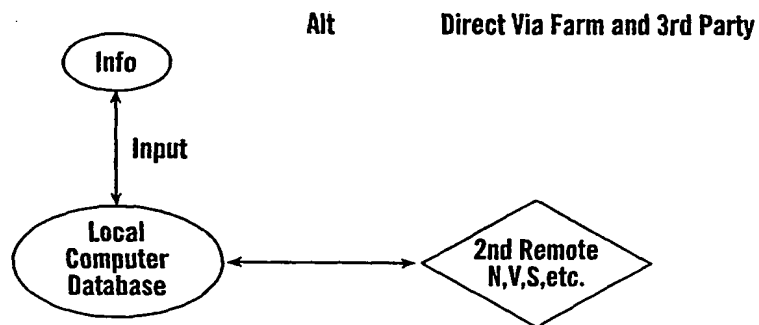 Alt Direct Via Farm and 3rd Party
Info
Input
Local
Computer
Database
2nd Remote
N,V,S,etc.